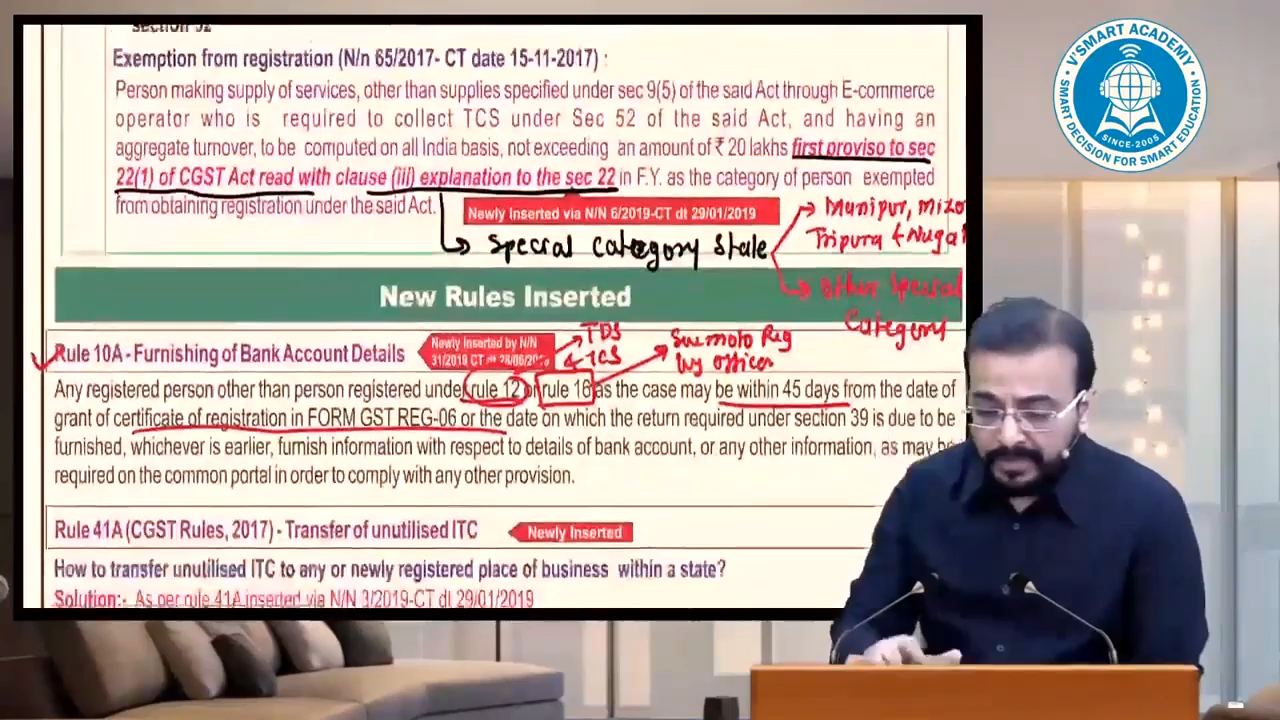 section 52
Exemption from registration (N/n 65/2017- CT date 15-11-2017) :
Person making supply of services, other than supplies specified under sec 9(5) of the said Act through E-commerce
operator who is required to collect TCS under Sec 52 of the said Act, and having an
aggregate turnover, to be computed on all India basis, not exceeding an amount of ₹ 20 lakhs first proviso to sec
22(1) of CGST Act read with clause (iii) explanation to the sec 22 in F.Y. as the category of person exempted
from obtaining registration under the said Act.
Newly Inserted via N/N 6/2019-CT dt 29/01/2019
Special Category State
Manipur, Mizo
Tripura & Naga
Other Special
Category
New Rules Inserted
Rule 10A - Furnishing of Bank Account Details
Newly Inserted by N/N
31/2019 CT dt
TDS
TCS
Suemoto Reg
by officer
Any registered person other than person registered under rule 12 or rule 16 as the case may be within 45 days from the date of
grant of certificate of registration in FORM GST REG-06 or the date on which the return required under section 39 is due to be
furnished, whichever is earlier, furnish information with respect to details of bank account, or any other information, as may be
required on the common portal in order to comply with any other provision.
Rule 41A (CGST Rules, 2017) - Transfer of unutilised ITC
Newly Inserted
How to transfer unutilised ITC to any or newly registered place of business within a state?
Solution:- As per rule 41A inserted via N/N 3/2019-CT dt 29/01/2019
V'SMART ACADEMY
SINCE-2005
SMART DECISION FOR SMART EDUCATION